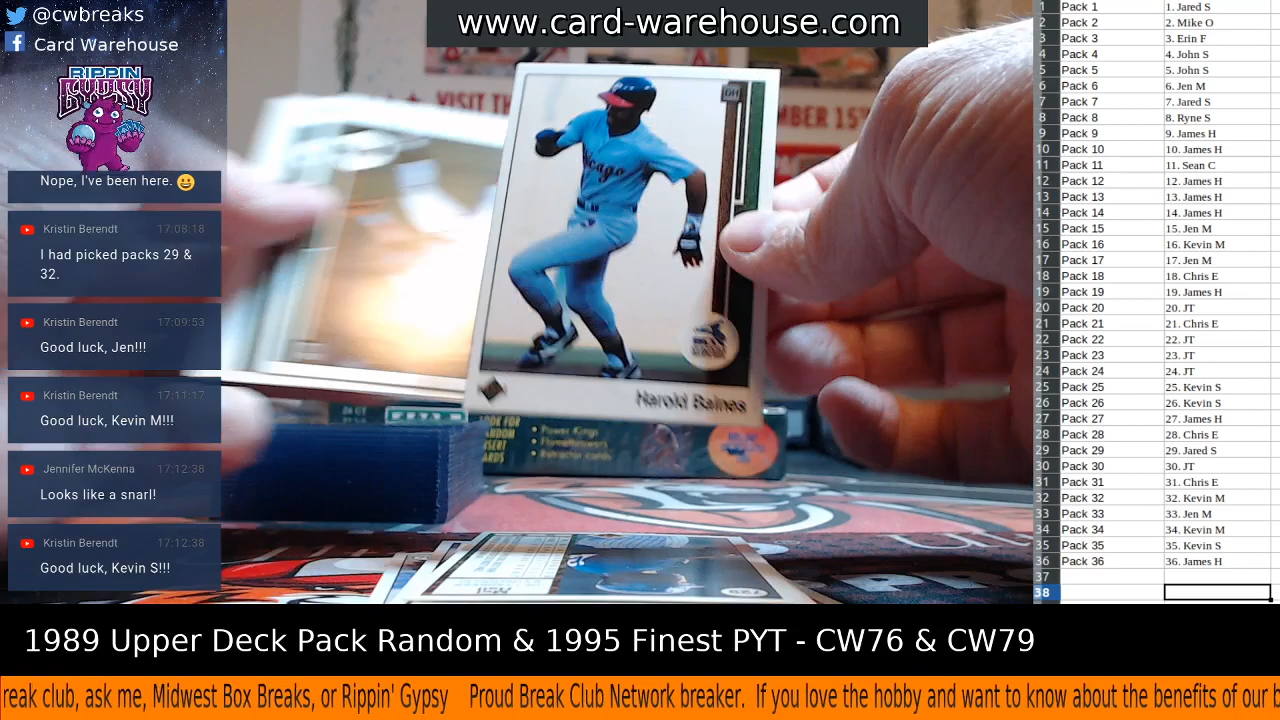 @cwbreaks
Card Warehouse
RIPPIN
GYPSY
Nope, I've been here. 😀
Kristin Berendt 17:08:18
I had picked packs 29 &
32.
Kristin Berendt 17:09:53
Good luck, Jen!!!
Kristin Berendt 17:11:17
Good luck, Kevin M!!!
Jennifer McKenna 17:12:38
Looks like a snarl!
Kristin Berendt 17:12:38
Good luck, Kevin S!!!
www.card-warehouse.com
VISIT TH
MBER 15TH
DH
Chicago
Harold Baines
LOOK FOR
RANDOM
INSERT
CARDS
• Power Kings
• Flamethrowers
• Refractor cards
729
1 Pack 1 1. Jared S
2 Pack 2 2. Mike O
3 Pack 3 3. Erin F
4 Pack 4 4. John S
5 Pack 5 5. John S
6 Pack 6 6. Jen M
7 Pack 7 7. Jared S
8 Pack 8 8. Ryne S
9 Pack 9 9. James H
10 Pack 10 10. James H
11 Pack 11 11. Sean C
12 Pack 12 12. James H
13 Pack 13 13. James H
14 Pack 14 14. James H
15 Pack 15 15. Jen M
16 Pack 16 16. Kevin M
17 Pack 17 17. Jen M
18 Pack 18 18. Chris E
19 Pack 19 19. James H
20 Pack 20 20. JT
21 Pack 21 21. Chris E
22 Pack 22 22. JT
23 Pack 23 23. JT
24 Pack 24 24. JT
25 Pack 25 25. Kevin S
26 Pack 26 26. Kevin S
27 Pack 27 27. James H
28 Pack 28 28. Chris E
29 Pack 29 29. Jared S
30 Pack 30 30. JT
31 Pack 31 31. Chris E
32 Pack 32 32. Kevin M
33 Pack 33 33. Jen M
34 Pack 34 34. Kevin M
35 Pack 35 35. Kevin S
36 Pack 36 36. James H
37
38
1989 Upper Deck Pack Random & 1995 Finest PYT - CW76 & CW79
reak club, ask me, Midwest Box Breaks, or Rippin' Gypsy Proud Break Club Network breaker. If you love the hobby and want to know about the benefits of our b